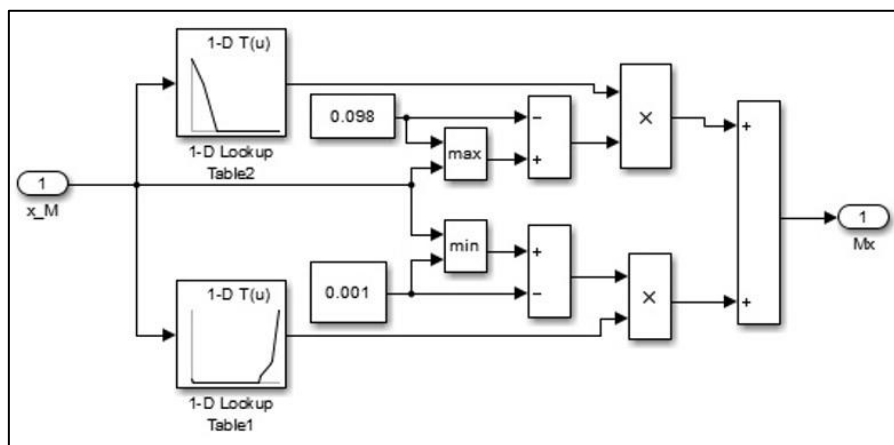 1-D T(u)
1-D Lookup
Table2
0.098
−
+
max
×
+
1
x_M
min
+
−
0.001
×
+
1
Mx
1-D T(u)
1-D Lookup
Table1